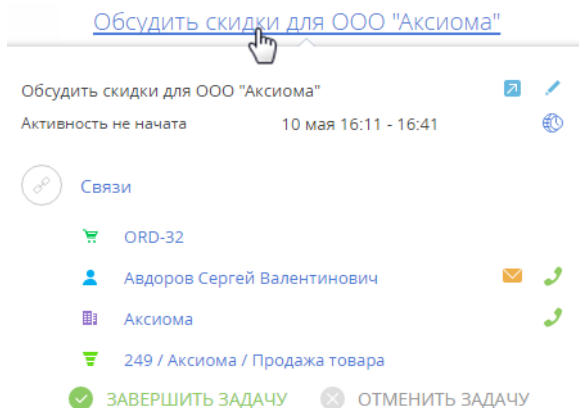 Обсудить скидки для ООО "Аксиома"
Обсудить скидки для ООО "Аксиома"
Активность не начата 10 мая 16:11 - 16:41
Связи
ORD-32
Авдоров Сергей Валентинович
Аксиома
249 / Аксиома / Продажа товара
ЗАВЕРШИТЬ ЗАДАЧУ ОТМЕНИТЬ ЗАДАЧУ